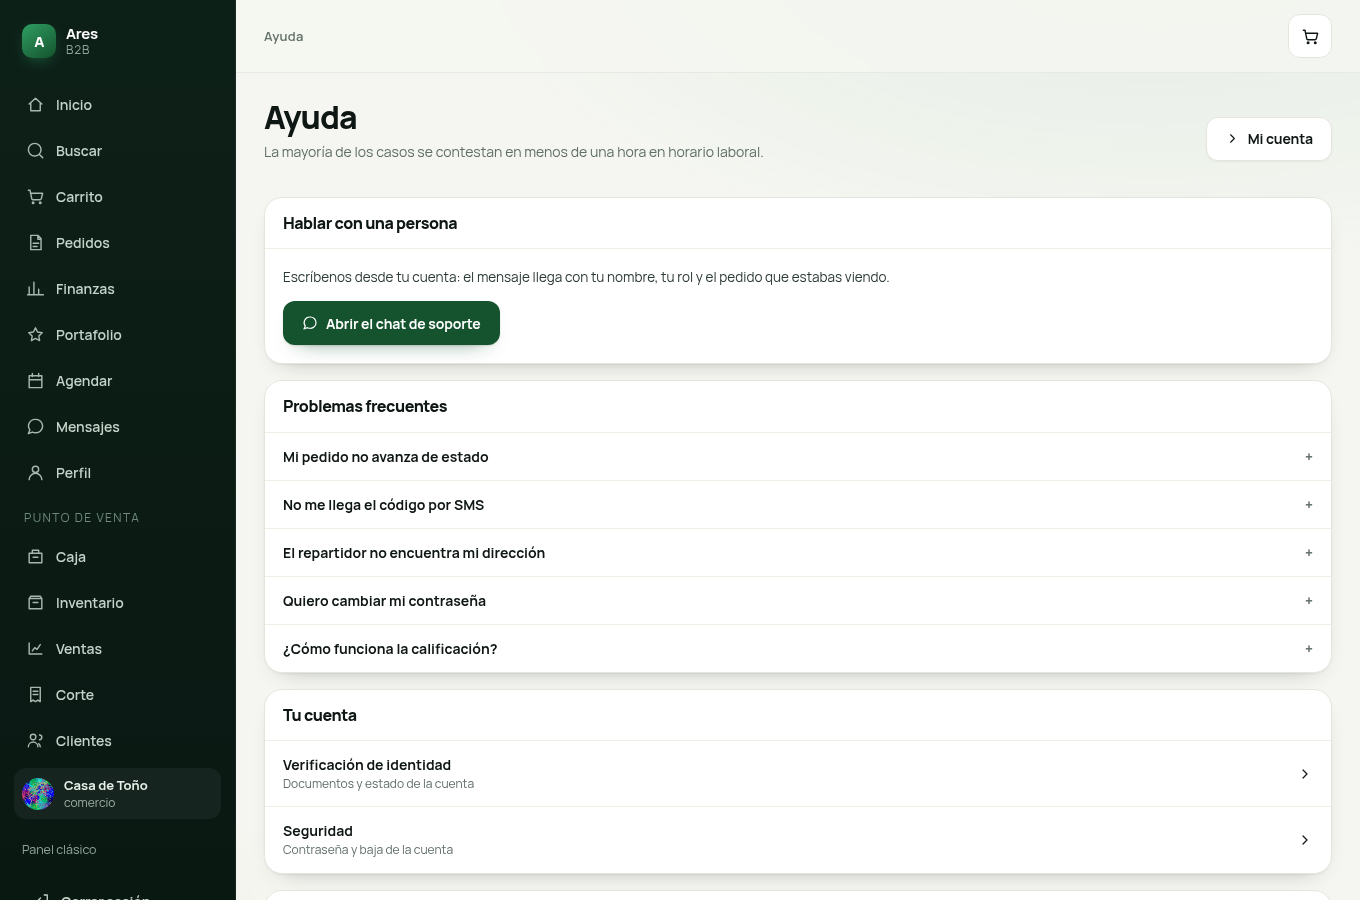 A
Ares
B2B
Inicio
Buscar
Carrito
Pedidos
Finanzas
Portafolio
Agendar
Mensajes
Perfil
PUNTO DE VENTA
Caja
Inventario
Ventas
Corte
Clientes
Casa de Toño
comercio
Panel clásico
Ayuda
Ayuda
La mayoría de los casos se contestan en menos de una hora en horario laboral.
Mi cuenta
Hablar con una persona
Escríbenos desde tu cuenta: el mensaje llega con tu nombre, tu rol y el pedido que estabas viendo.
Abrir el chat de soporte
Problemas frecuentes
Mi pedido no avanza de estado +
No me llega el código por SMS +
El repartidor no encuentra mi dirección +
Quiero cambiar mi contraseña +
¿Cómo funciona la calificación? +
Tu cuenta
Verificación de identidad
Documentos y estado de la cuenta
Seguridad
Contraseña y baja de la cuenta